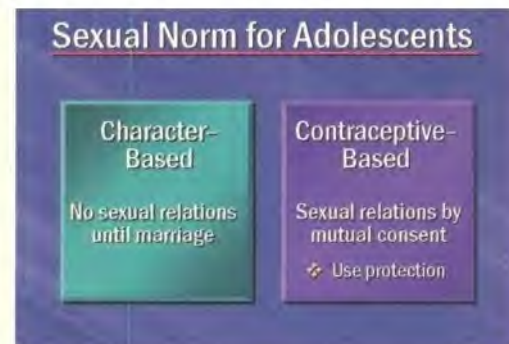 Sexual Norm for Adolescents
Character-
Based
No sexual relations
until marriage
Contraceptive-
Based
Sexual relations by
mutual consent
❖ Use protection